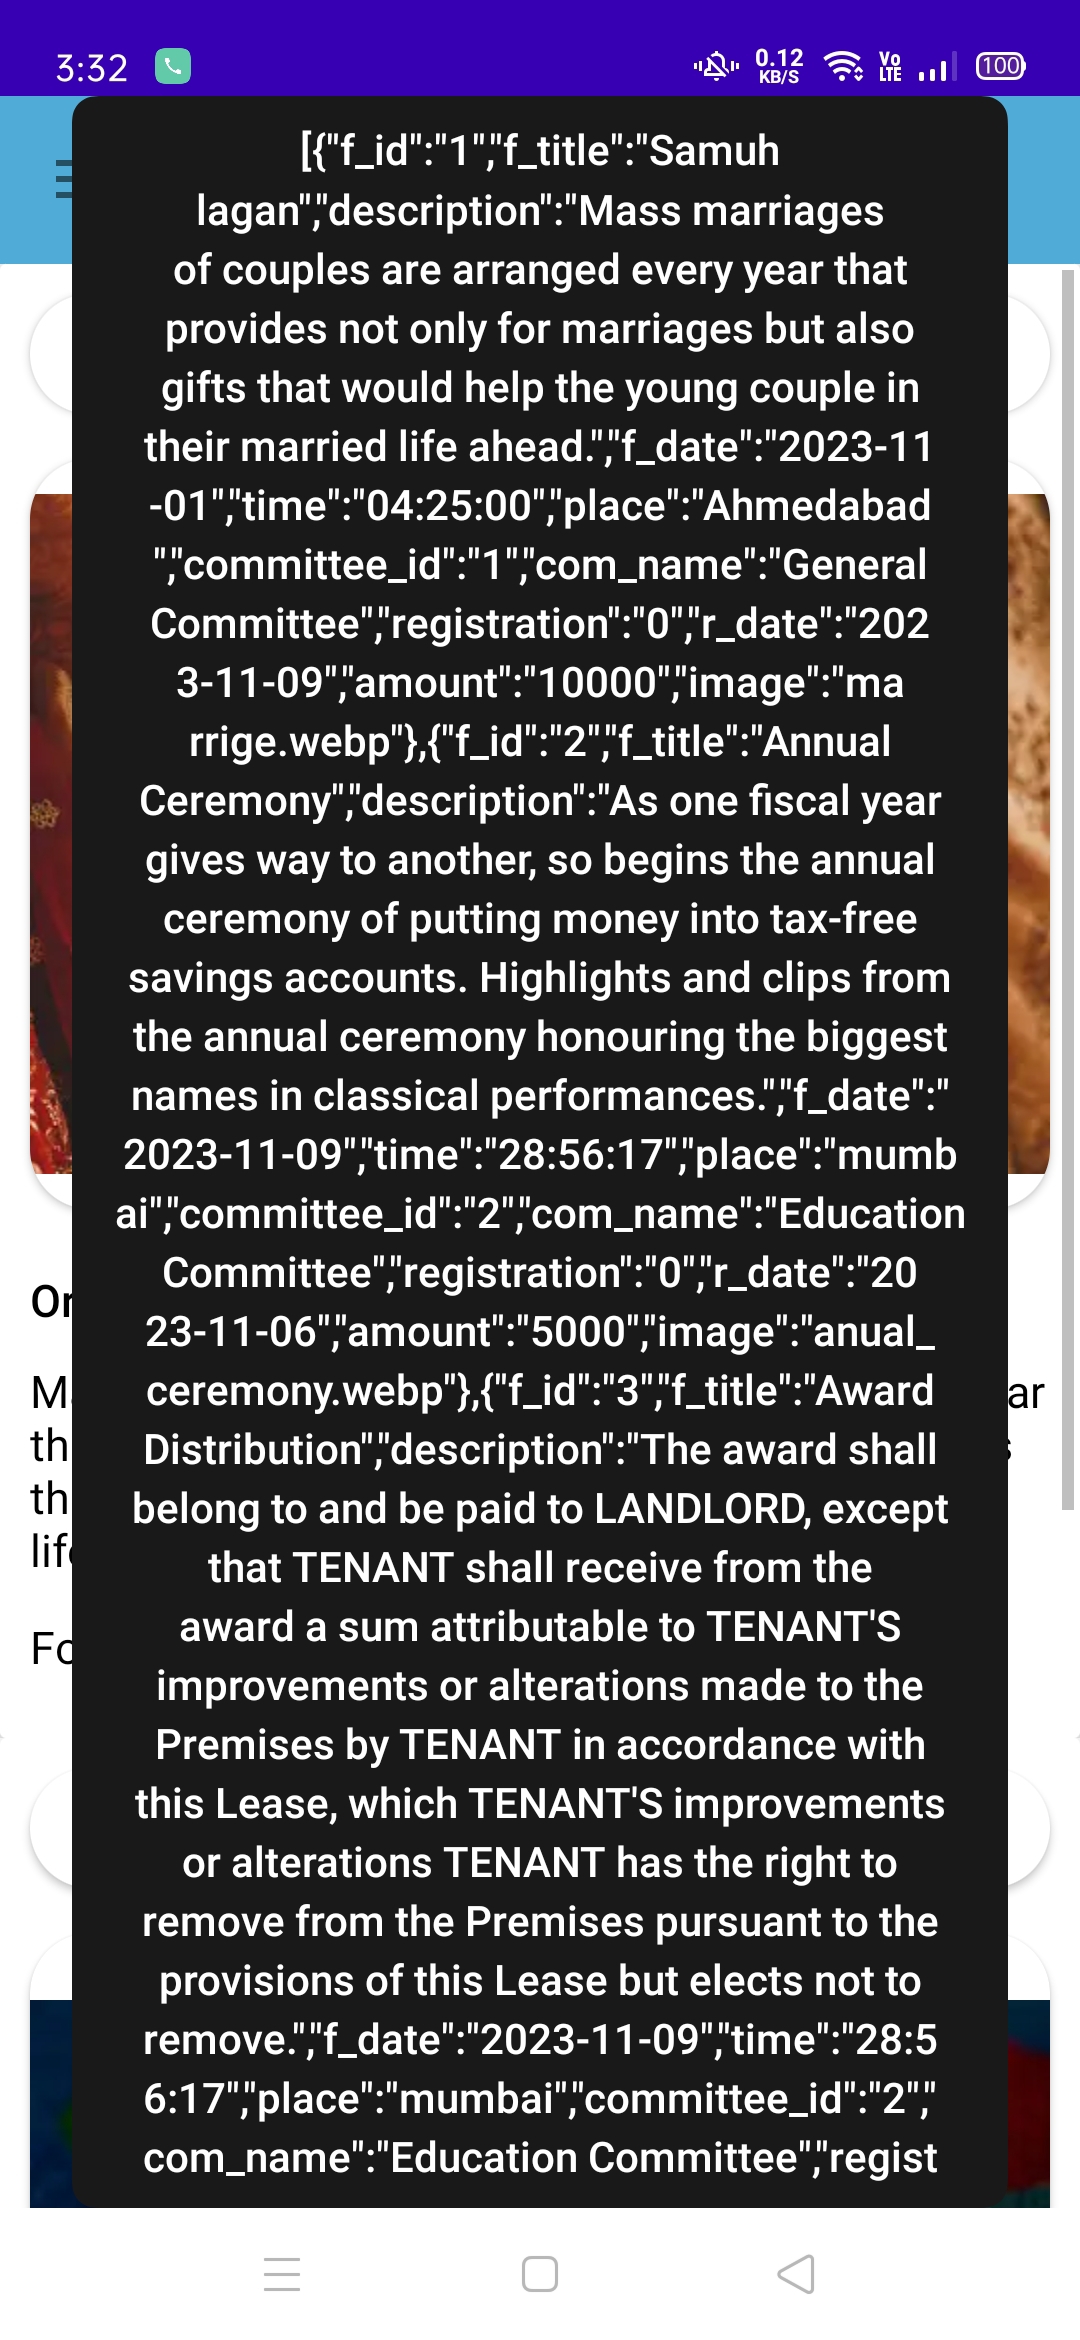 3:32
0.12
KB/S
Vo
LTE
100
[{"f_id":"1","f_title":"Samuh
lagan","description":"Mass marriages
of couples are arranged every year that
provides not only for marriages but also
gifts that would help the young couple in
their married life ahead.","f_date":"2023-11
-01","time":"04:25:00","place":"Ahmedabad
","committee_id":"1","com_name":"General
Committee","registration":"0","r_date":"202
3-11-09","amount":"10000","image":"ma
rrige.webp"},{"f_id":"2","f_title":"Annual
Ceremony","description":"As one fiscal year
gives way to another, so begins the annual
ceremony of putting money into tax-free
savings accounts. Highlights and clips from
the annual ceremony honouring the biggest
names in classical performances.","f_date":"
2023-11-09","time":"28:56:17","place":"mumb
ai","committee_id":"2","com_name":"Education
Committee","registration":"0","r_date":"20
23-11-06","amount":"5000","image":"anual_
ceremony.webp"},{"f_id":"3","f_title":"Award
Distribution","description":"The award shall
belong to and be paid to LANDLORD, except
that TENANT shall receive from the
award a sum attributable to TENANT'S
improvements or alterations made to the
Premises by TENANT in accordance with
this Lease, which TENANT'S improvements
or alterations TENANT has the right to
remove from the Premises pursuant to the
provisions of this Lease but elects not to
remove.","f_date":"2023-11-09","time":"28:5
6:17","place":"mumbai","committee_id":"2","
com_name":"Education Committee","regist